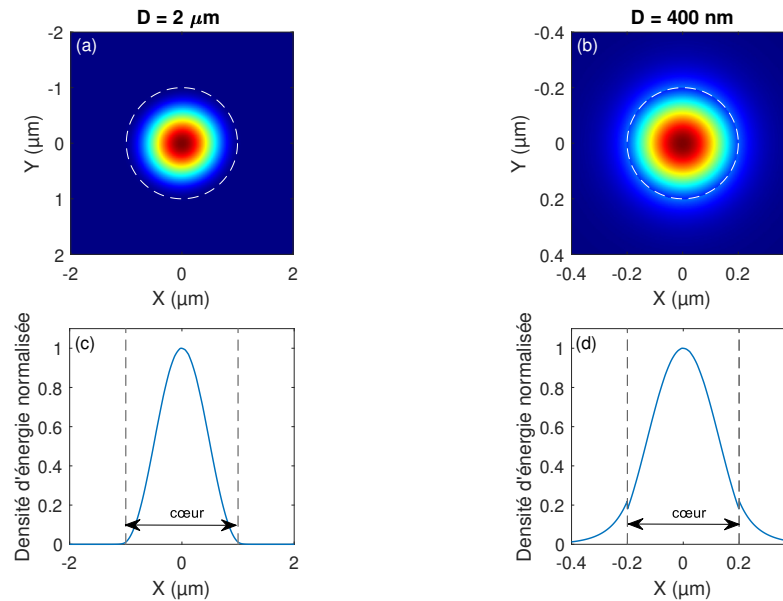 D = 2 μm
D = 400 nm
(a)
(b)
-2
-1
0
1
2
Y (μm)
-2
0
2
X (μm)
-0.4
-0.2
0
0.2
0.4
Y (μm)
-0.4
-0.2
0
0.2
X (μm)
(c)
1
0.8
0.6
0.4
0.2
0
Densité d'énergie normalisée
cœur
-2
0
2
X (μm)
(d)
1
0.8
0.6
0.4
0.2
0
Densité d'énergie normalisée
cœur
-0.4
-0.2
0
0.2
X (μm)